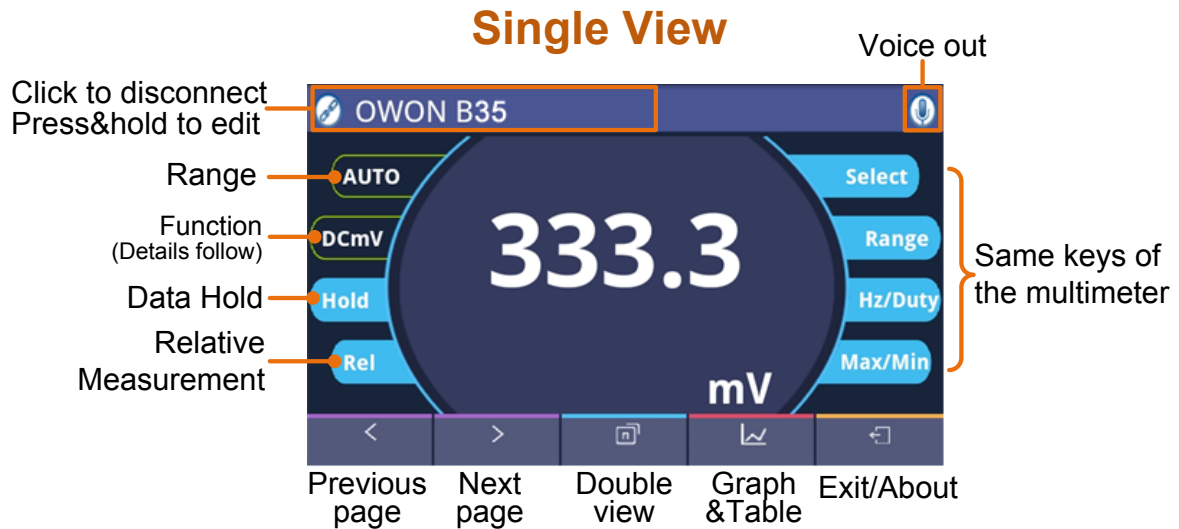 Single View
Voice out
Click to disconnect
Press&hold to edit
OWON B35
Range
AUTO
Select
Function
(Details follow)
DCmV
333.3
Range
Same keys of
the multimeter
Data Hold
Hold
Hz/Duty
Relative
Measurement
Rel
mV
Max/Min
<
>
n
Previous
page
Next
page
Double
view
Graph
&Table
Exit/About